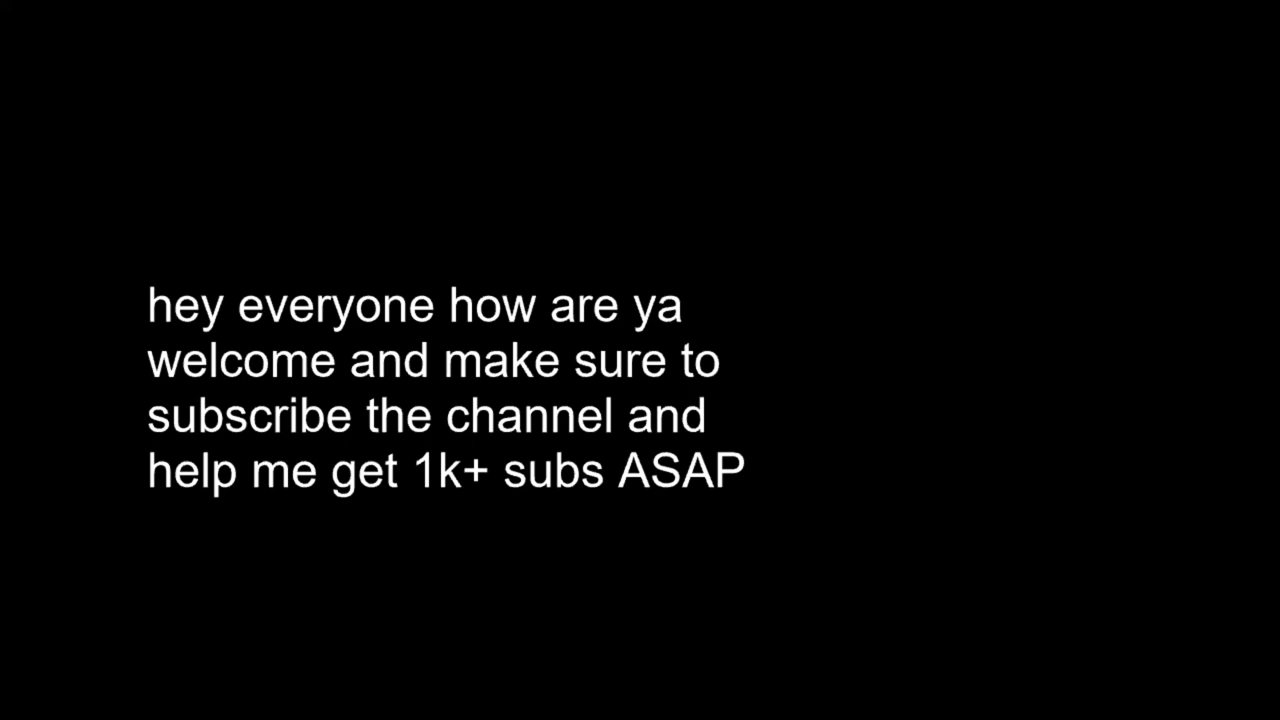 hey everyone how are ya
welcome and make sure to
subscribe the channel and
help me get 1k+ subs ASAP